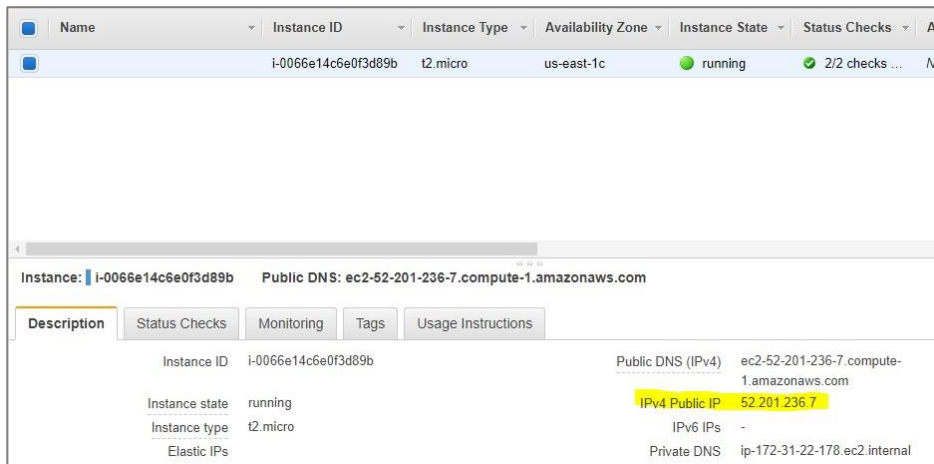 Name Instance ID Instance Type Availability Zone Instance State Status Checks A
i-0066e14c6e0f3d89b t2.micro us-east-1c running 2/2 checks ... N
Instance: i-0066e14c6e0f3d89b Public DNS: ec2-52-201-236-7.compute-1.amazonaws.com
Description Status Checks Monitoring Tags Usage Instructions
Instance ID i-0066e14c6e0f3d89b Public DNS (IPv4) ec2-52-201-236-7.compute-
1.amazonaws.com
Instance state running IPv4 Public IP 52.201.236.7
Instance type t2.micro IPv6 IPs -
Elastic IPs Private DNS ip-172-31-22-178.ec2.internal